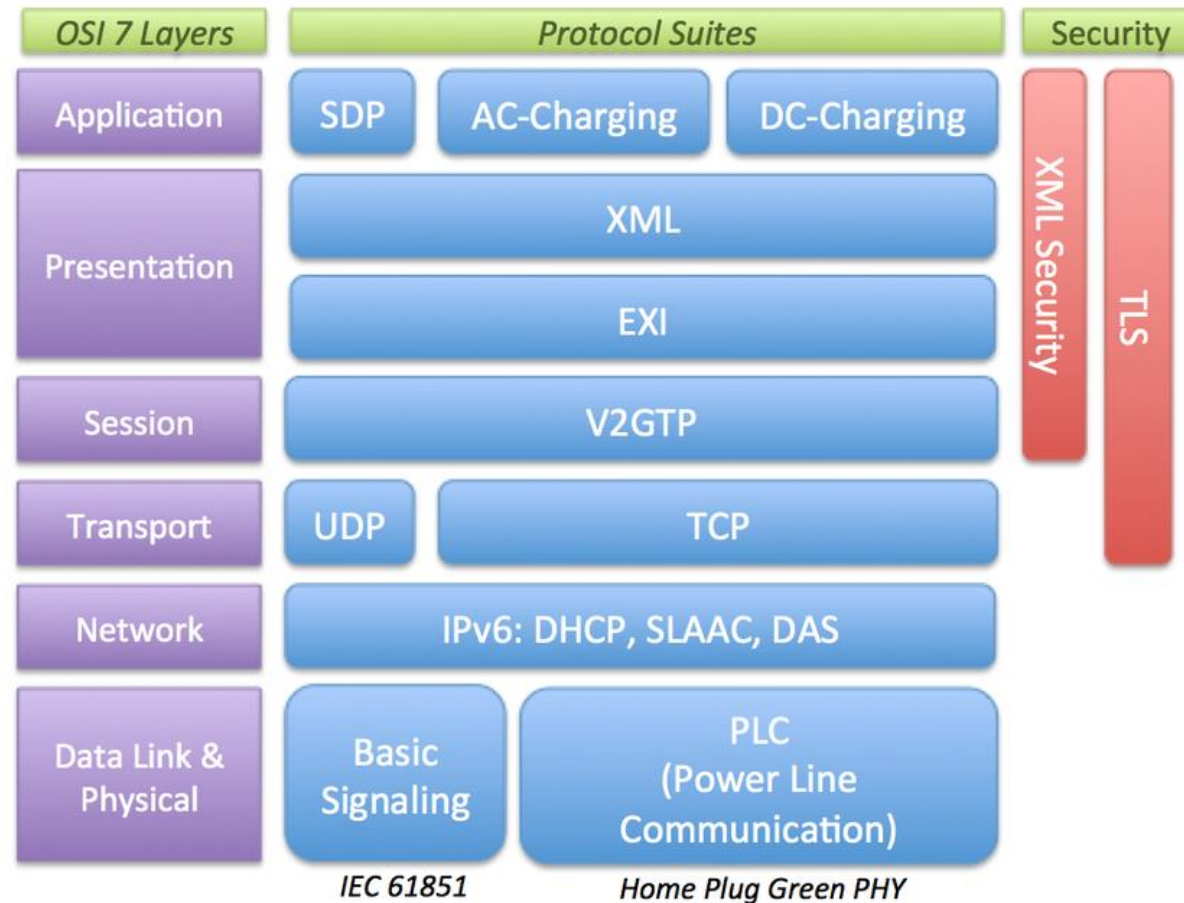 OSI 7 Layers
Protocol Suites
Security
Application
SDP
AC-Charging
DC-Charging
Presentation
XML
EXI
Session
V2GTP
Transport
UDP
TCP
Network
IPv6: DHCP, SLAAC, DAS
Data Link &
Physical
Basic
Signaling
PLC
(Power Line
Communication)
IEC 61851
Home Plug Green PHY
XML Security
TLS